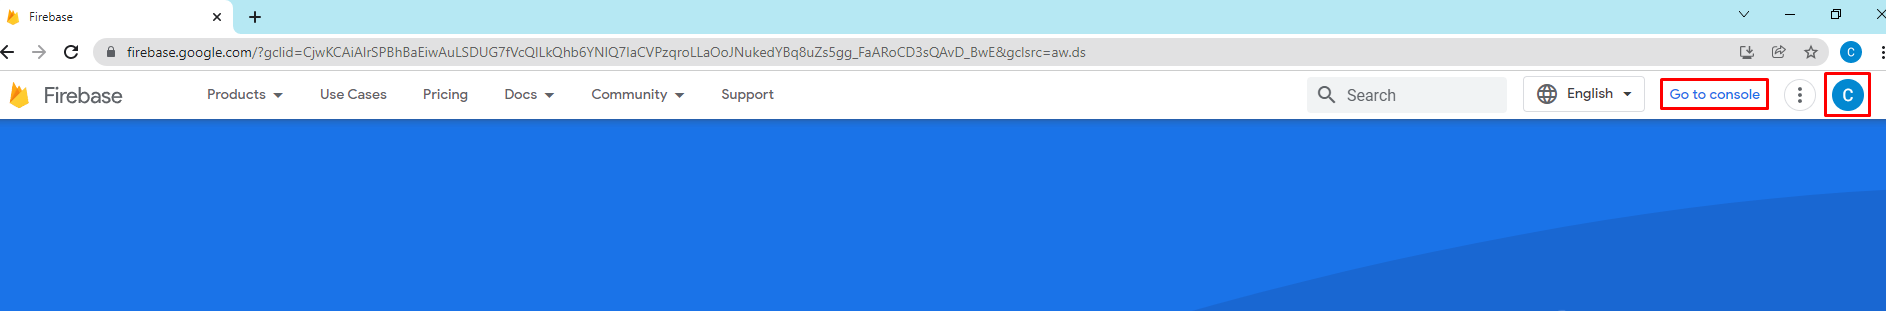 Firebase
firebase.google.com/?gclid=CjwKCAiAlrSPBhBaEiwAuLSDUG7fVcQILkQhb6YNIQ7IaCVPzqroLLaOoJNukedYBq8uZs5gg_FaARoCD3sQAvD_BwE&gclsrc=aw.ds
C
Firebase Products Use Cases Pricing Docs Community Support Search English Go to console C